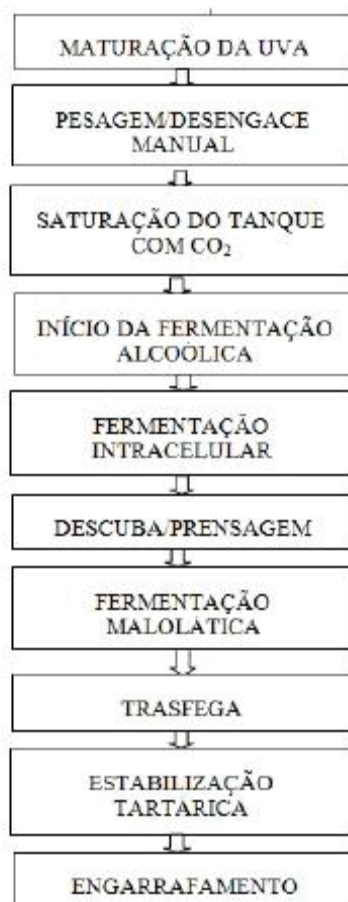 MATURAÇÃO DA UVA
PESAGEM/DESENGACE
MANUAL
SATURAÇÃO DO TANQUE
COM CO₂
INÍCIO DA FERMENTAÇÃO
ALCOÓLICA
FERMENTAÇÃO
INTRACELULAR
DESCUBA/PRENSAGEM
FERMENTAÇÃO
MALOLÁTICA
TRASFEGA
ESTABILIZAÇÃO
TARTARICA
ENGARRAFAMENTO